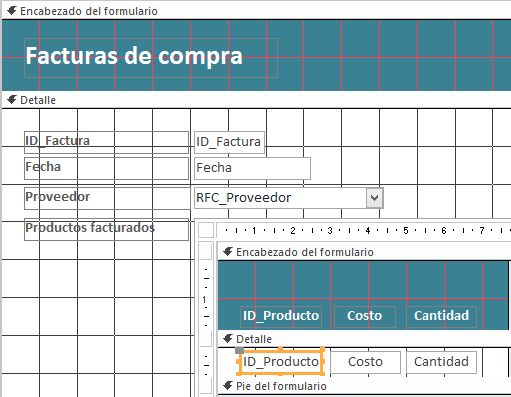 Encabezado del formulario
Facturas de compra
Detalle
ID_Factura ID_Factura
Fecha Fecha
Proveedor RFC_Proveedor
Productos facturados
1 2 3 4 5 6 7
Encabezado del formulario
1
ID_Producto Costo Cantidad
Detalle
ID_Producto Costo Cantidad
Pie del formulario